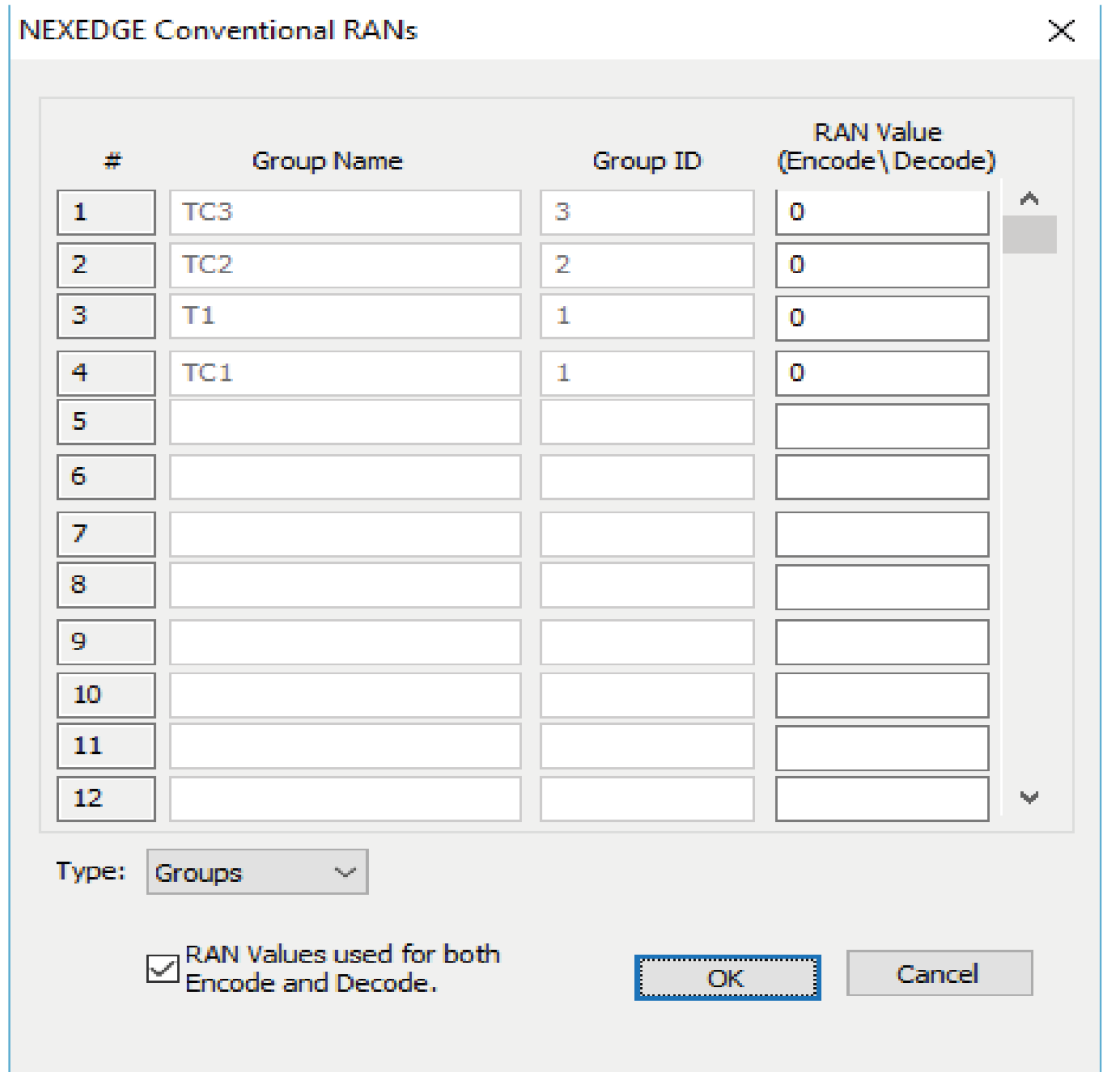 NEXEDGE Conventional RANs
# Group Name Group ID RAN Value
(Encode\Decode)
1 TC3 3 0
2 TC2 2 0
3 T1 1 0
4 TC1 1 0
5
6
7
8
9
10
11
12
Type: Groups
RAN Values used for both
Encode and Decode.
OK Cancel